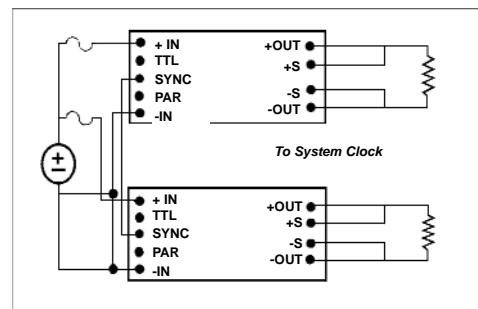 + IN
TTL
SYNC
PAR
-IN
+OUT
+S
-S
-OUT
To System Clock
+ IN
TTL
SYNC
PAR
-IN
+OUT
+S
-S
-OUT